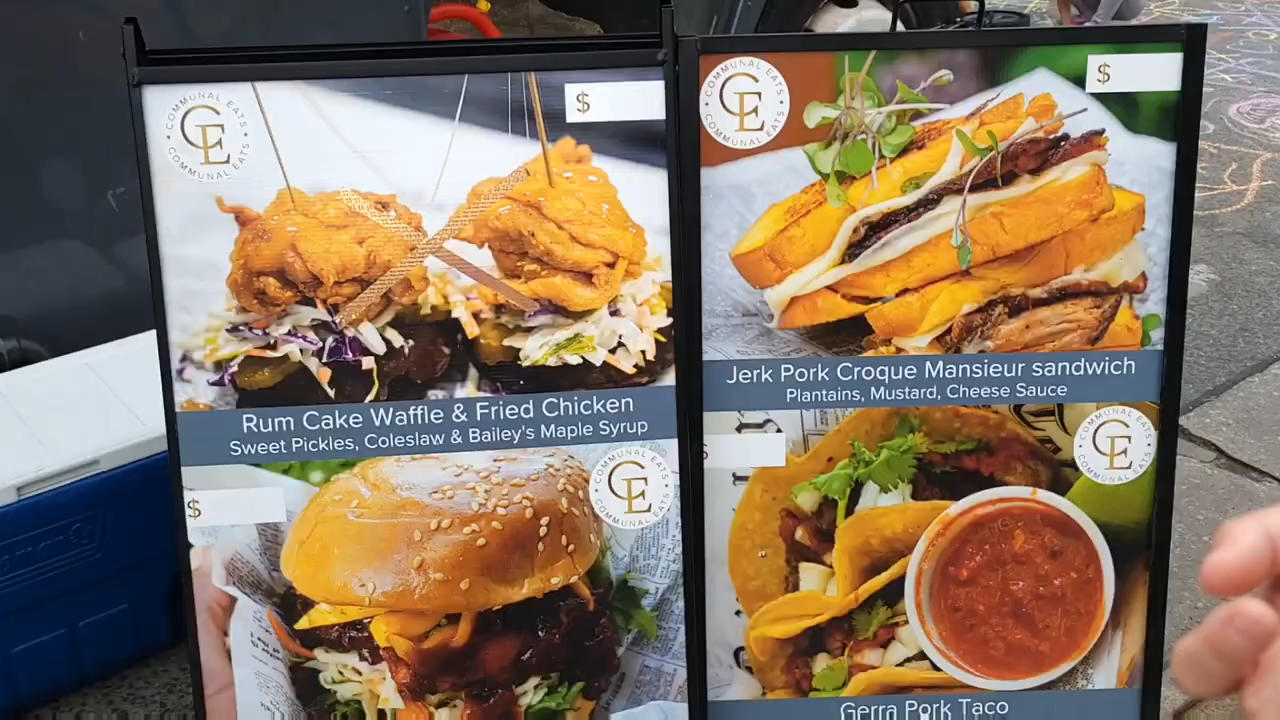 COMMUNAL EATS
CE
COMMUNAL EATS
$
Rum Cake Waffle & Fried Chicken
Sweet Pickles, Coleslaw & Bailey's Maple Syrup
$
COMMUNAL EATS
CE
COMMUNAL EATS
COMMUNAL EATS
CE
COMMUNAL EATS
$
Jerk Pork Croque Mansieur sandwich
Plantains, Mustard, Cheese Sauce
$
COMMUNAL EATS
CE
COMMUNAL EATS
Gerra Pork Taco